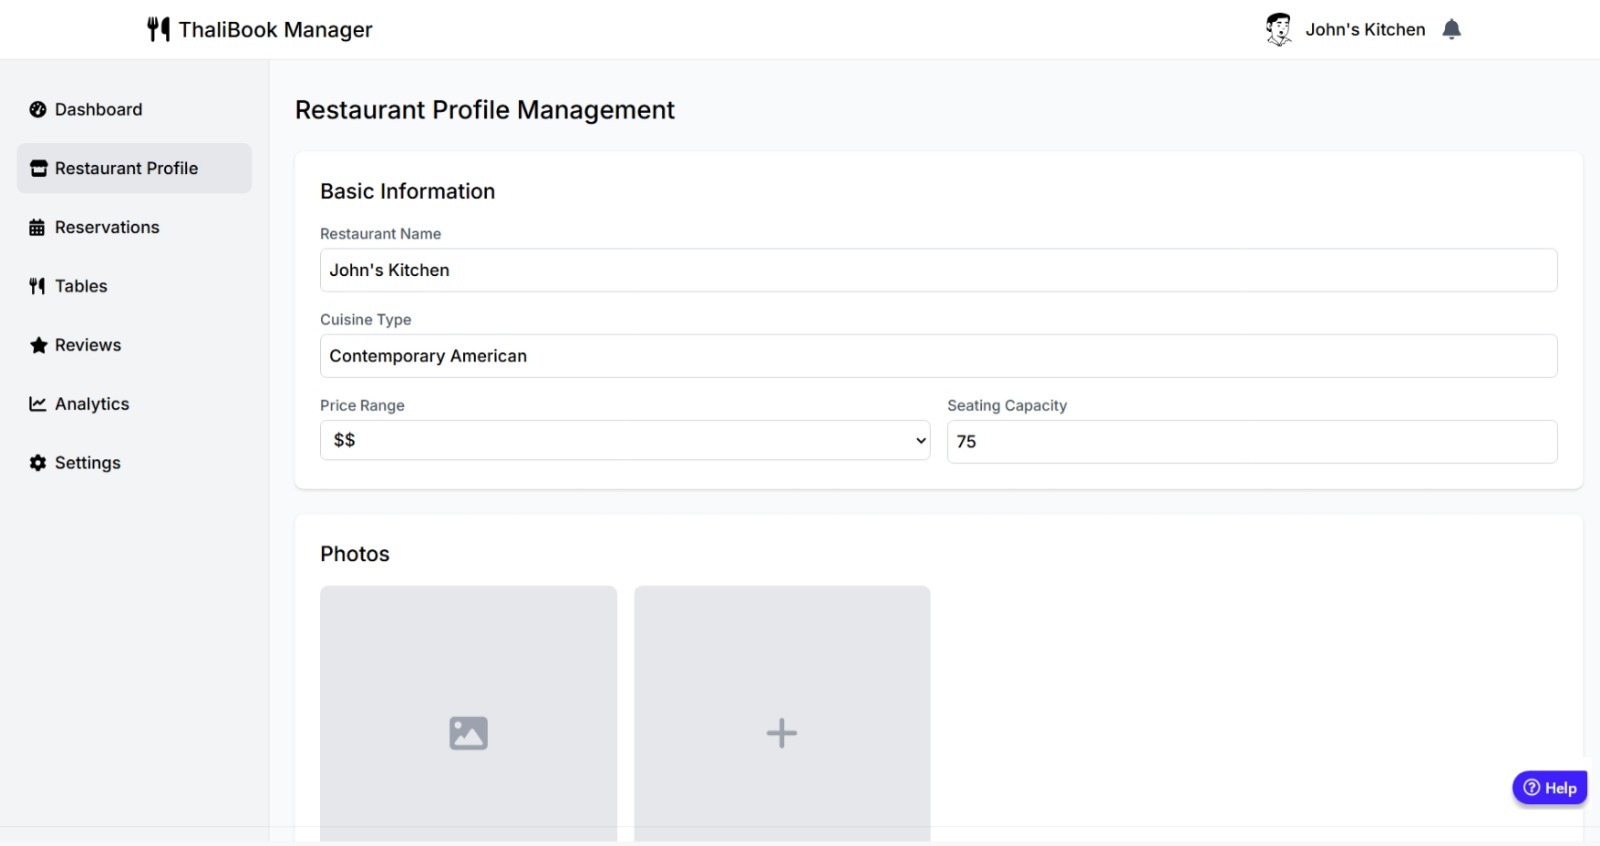 ThaliBook Manager
John's Kitchen
Dashboard
Restaurant Profile
Reservations
Tables
Reviews
Analytics
Settings
Restaurant Profile Management
Basic Information
Restaurant Name
John's Kitchen
Cuisine Type
Contemporary American
Price Range
Seating Capacity
$$
75
Photos
Help